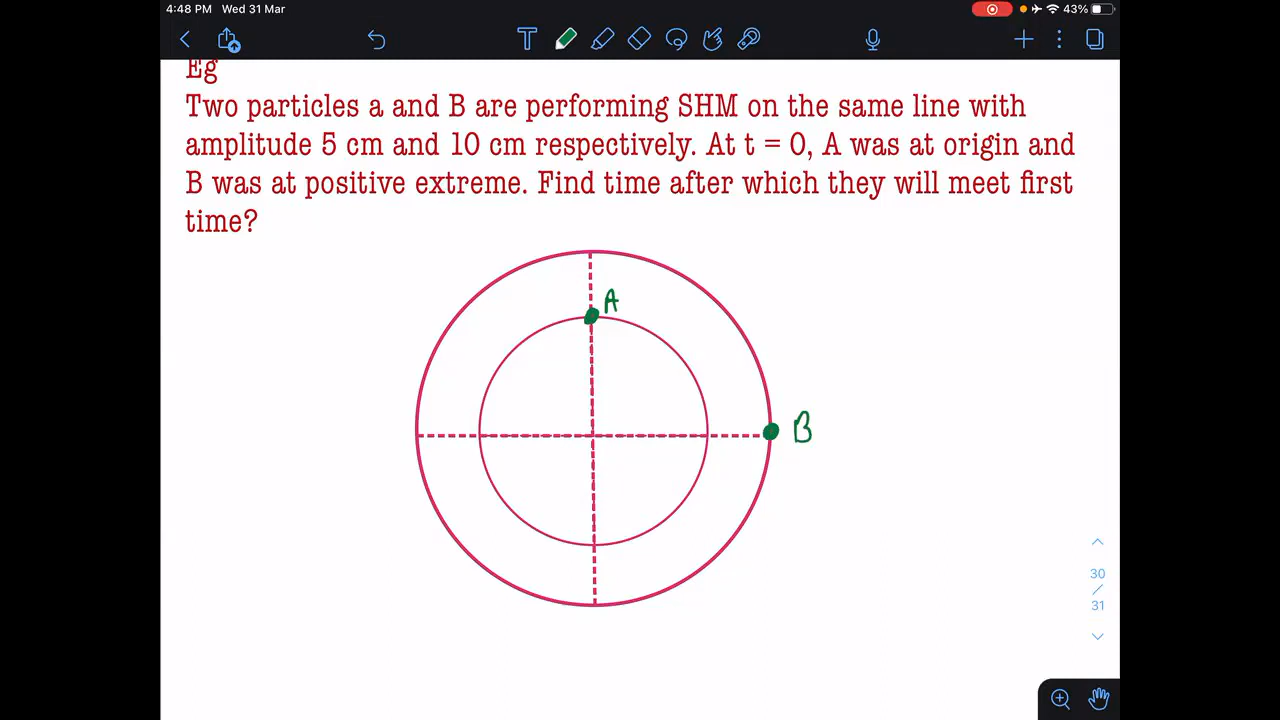 4:48 PM Wed 31 Mar
43%
T
Eg
Two particles a and B are performing SHM on the same line with
amplitude 5 cm and 10 cm respectively. At t = 0, A was at origin and
B was at positive extreme. Find time after which they will meet first
time?
A
B
30
/
31